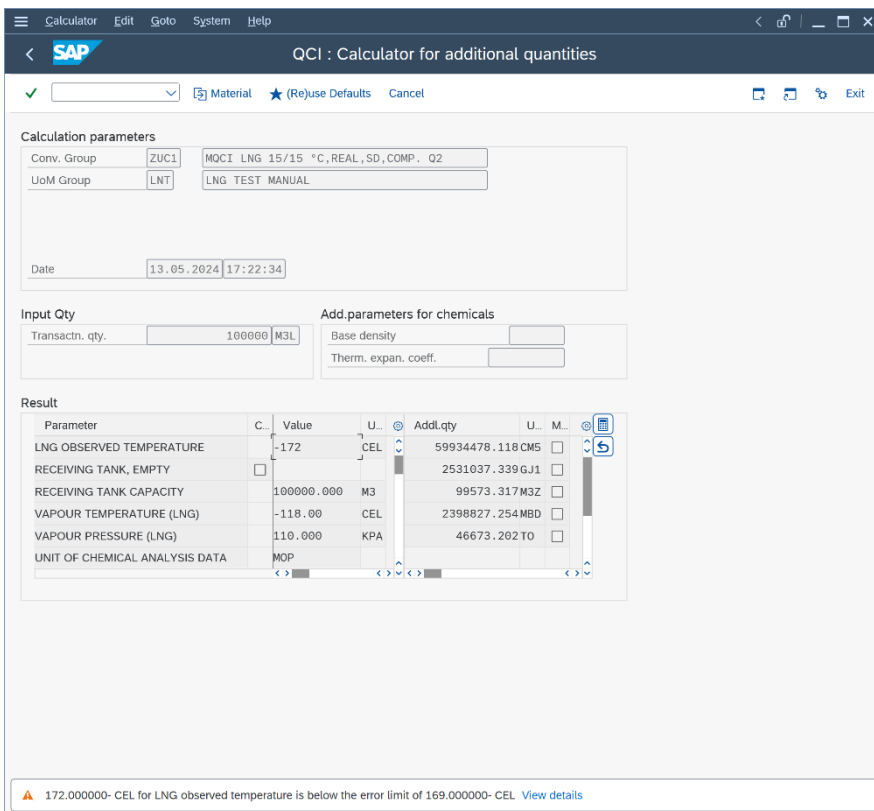 Calculator Edit Goto System Help
SAP QCI : Calculator for additional quantities
Material (Re)use Defaults Cancel Exit
Calculation parameters
Conv. Group ZUC1 MQCI LNG 15/15 °C,REAL,SD,COMP. Q2
UoM Group LNT LNG TEST MANUAL
Date 13.05.2024 17:22:34
Input Qty Add.parameters for chemicals
Transactn. qty. 100000 M3L Base density
Therm. expan. coeff.
Result
Parameter C... Value U... Addl.qty U... M...
LNG OBSERVED TEMPERATURE -172 CEL 59934478.118 CM5
RECEIVING TANK, EMPTY 2531037.339 GJ1
RECEIVING TANK CAPACITY 100000.000 M3 99573.317 M3Z
VAPOUR TEMPERATURE (LNG) -118.00 CEL 2398827.254 MBD
VAPOUR PRESSURE (LNG) 110.000 KPA 46673.202 TO
UNIT OF CHEMICAL ANALYSIS DATA MOP
172.000000- CEL for LNG observed temperature is below the error limit of 169.000000- CEL View details